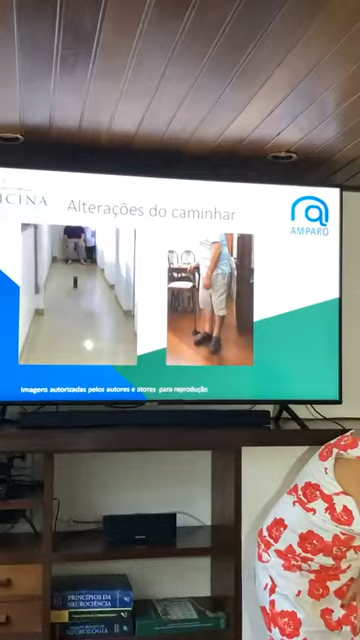 ICINA
Alterações do caminhar
AMPARO
Imagens autorizadas pelos autores e atores para reprodução
PRINCÍPIOS DA
NEUROCIÊNCIA
NEUROLOGIA